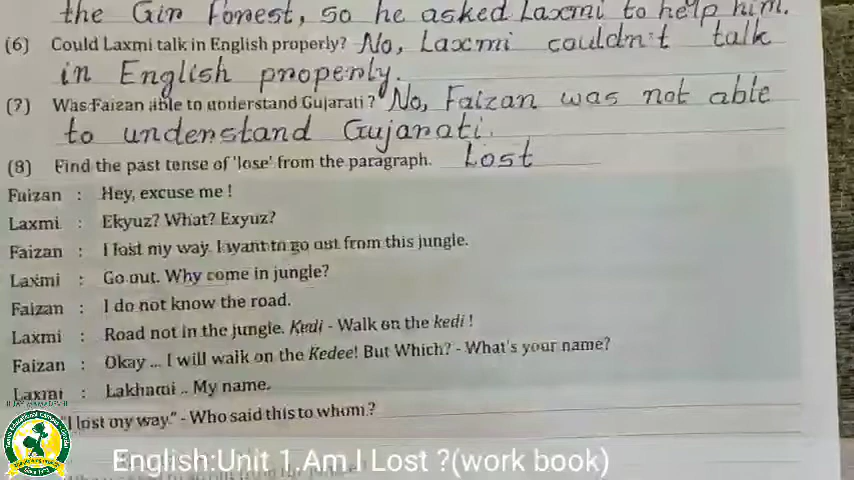 the Gir Forest, so he asked Laxmi to help him.
(6) Could Laxmi talk in English properly? No, Laxmi couldn't talk
in English properly.
(7) Was Faizan able to understand Gujarati? No, Faizan was not able
to understand Gujarati.
(8) Find the past tense of 'lose' from the paragraph. Lost
Faizan : Hey, excuse me !
Laxmi : Ekyuz? What? Exyuz?
Faizan : I lost my way. I want to go out from this jungle.
Laxmi : Go out. Why come in jungle?
Faizan : I do not know the road.
Laxmi : Road not in the jungle. Kedi - Walk on the kedi !
Faizan : Okay ... I will walk on the Kedee! But Which? - What's your name?
Laxmi : Lakhami .. My name.
"I lost my way." - Who said this to whom?
English:Unit 1.Am I Lost ?(work book)